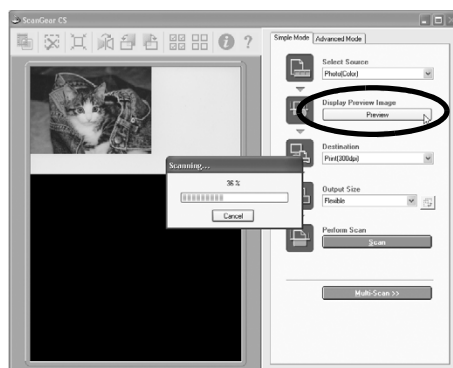 ScanGear CS
Simple Mode Advanced Mode
Select Source
Photo(Color)
Display Preview Image
Preview
Scanning...
36 %
Cancel
Destination
Print(300dpi)
Output Size
Flexible
Perform Scan
Scan
Multi-Scan >>